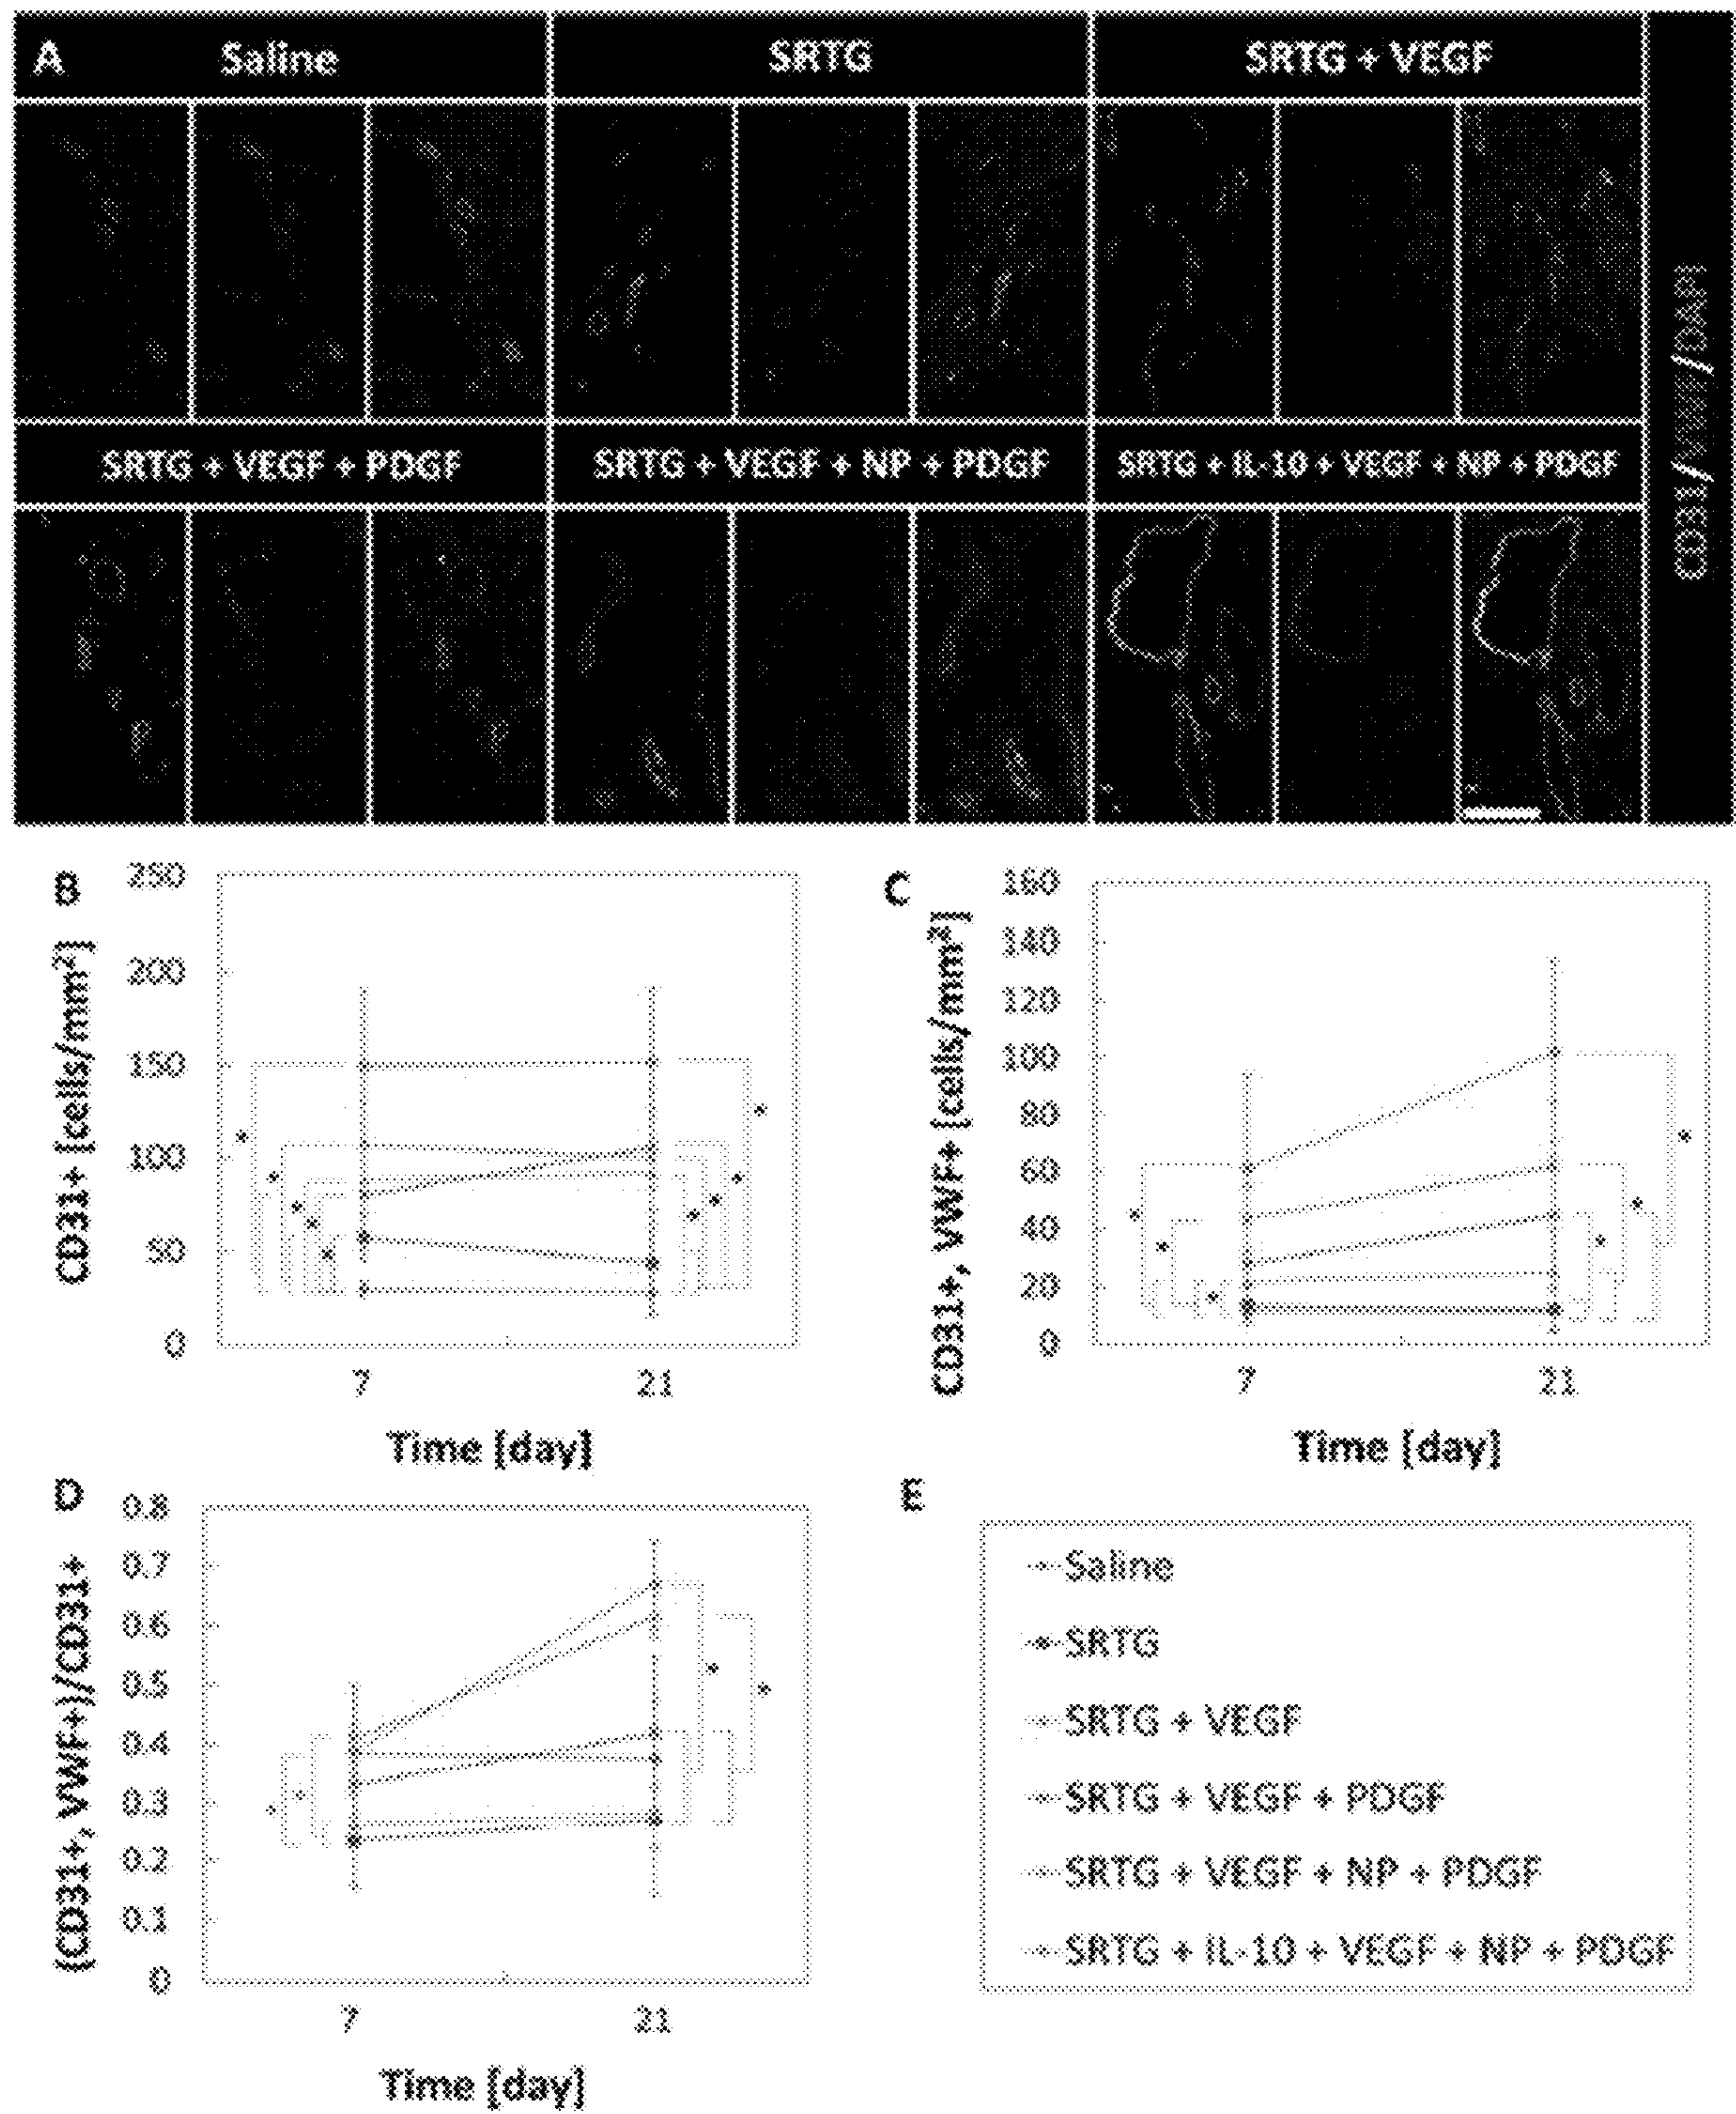 A
Saline
SRTG
SRTG + VEGF
SRTG + VEGF + PDGF
SRTG + VEGF + NP + PDGF
SRTG + IL-10 + VEGF + NP + PDGF
CD31/VWF/DAPI
B
250
200
150
100
50
0
CD31+ [cells/mm²]
7
21
Time [day]
C
160
140
120
100
80
60
40
20
0
CD31+, VWF+ [cells/mm²]
7
21
Time [day]
D
0.8
0.7
0.6
0.5
0.4
0.3
0.2
0.1
0
(CD31+, VWF+)/CD31+
7
21
Time [day]
E
Saline
SRTG
SRTG + VEGF
SRTG + VEGF + PDGF
SRTG + VEGF + NP + PDGF
SRTG + IL-10 + VEGF + NP + PDGF